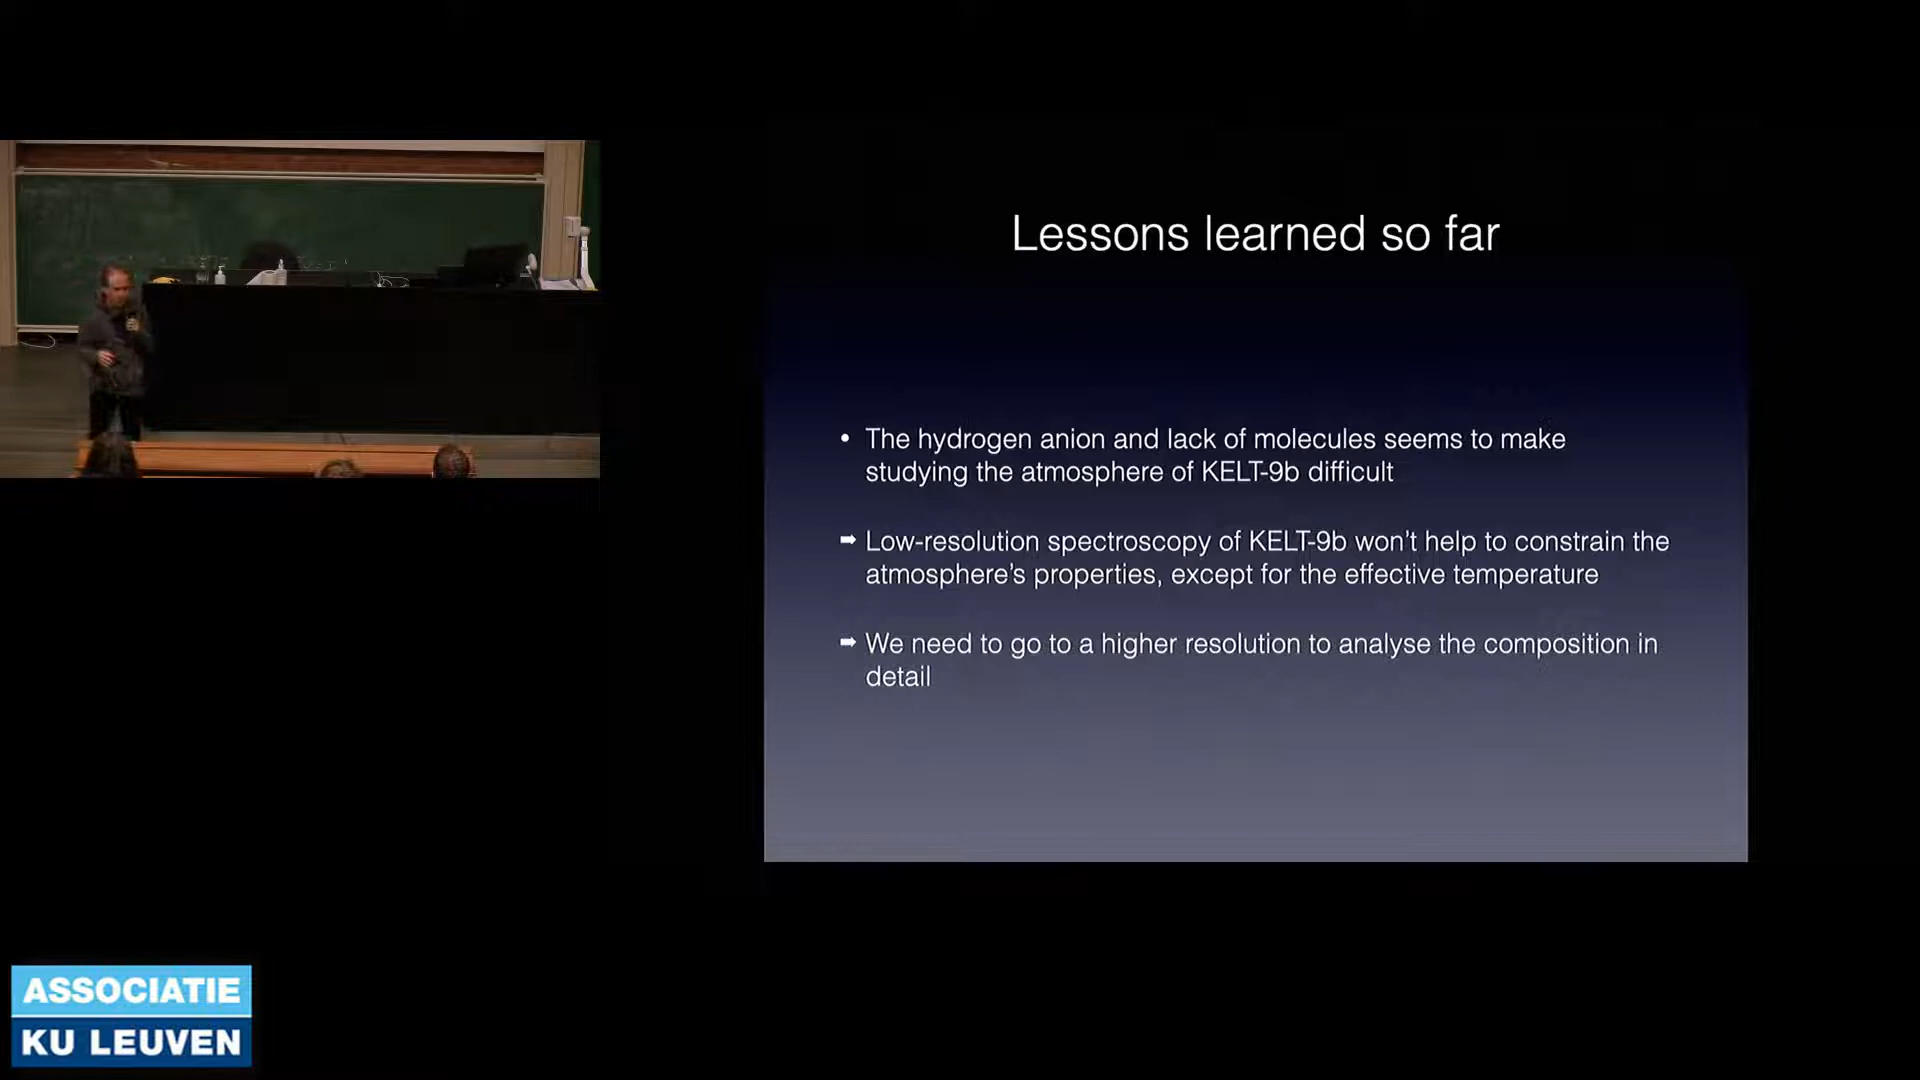 Lessons learned so far
• The hydrogen anion and lack of molecules seems to make
studying the atmosphere of KELT-9b difficult
➡ Low-resolution spectroscopy of KELT-9b won't help to constrain the
atmosphere's properties, except for the effective temperature
➡ We need to go to a higher resolution to analyse the composition in
detail
ASSOCIATIE
KU LEUVEN